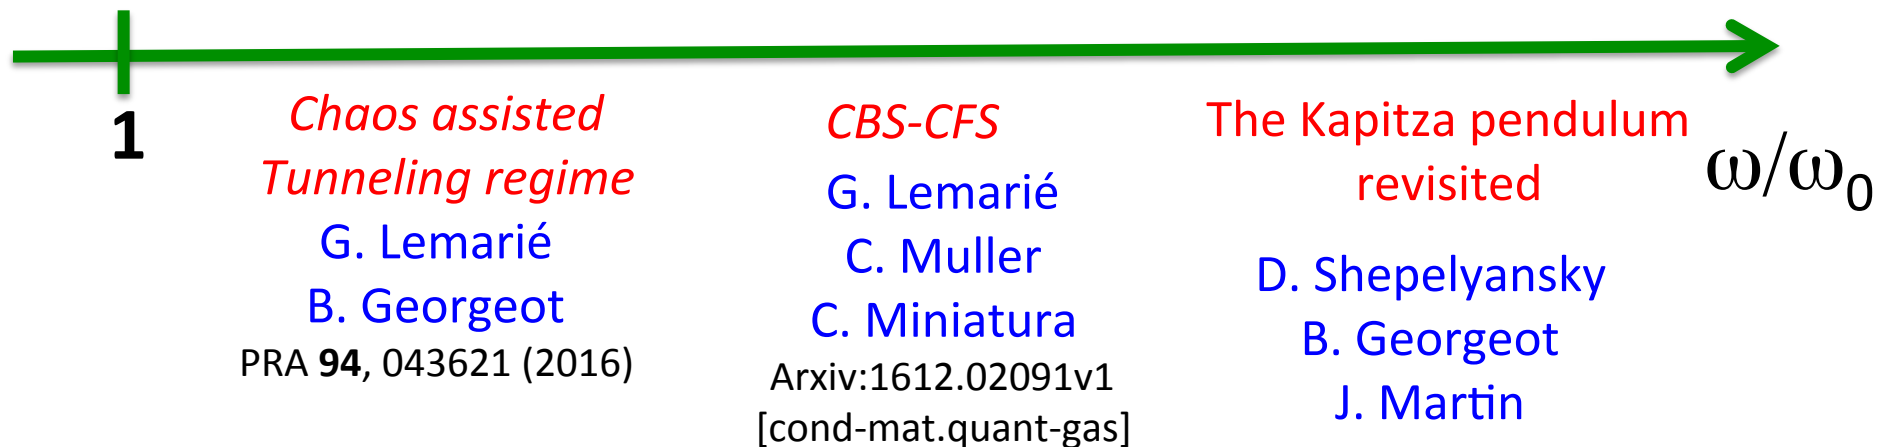 1
Chaos assisted
Tunneling regime
G. Lemarié
B. Georgeot
PRA 94, 043621 (2016)
CBS-CFS
G. Lemarié
C. Muller
C. Miniatura
Arxiv:1612.02091v1
[cond-mat.quant-gas]
The Kapitza pendulum
revisited
D. Shepelyansky
B. Georgeot
J. Martin
ω/ω₀